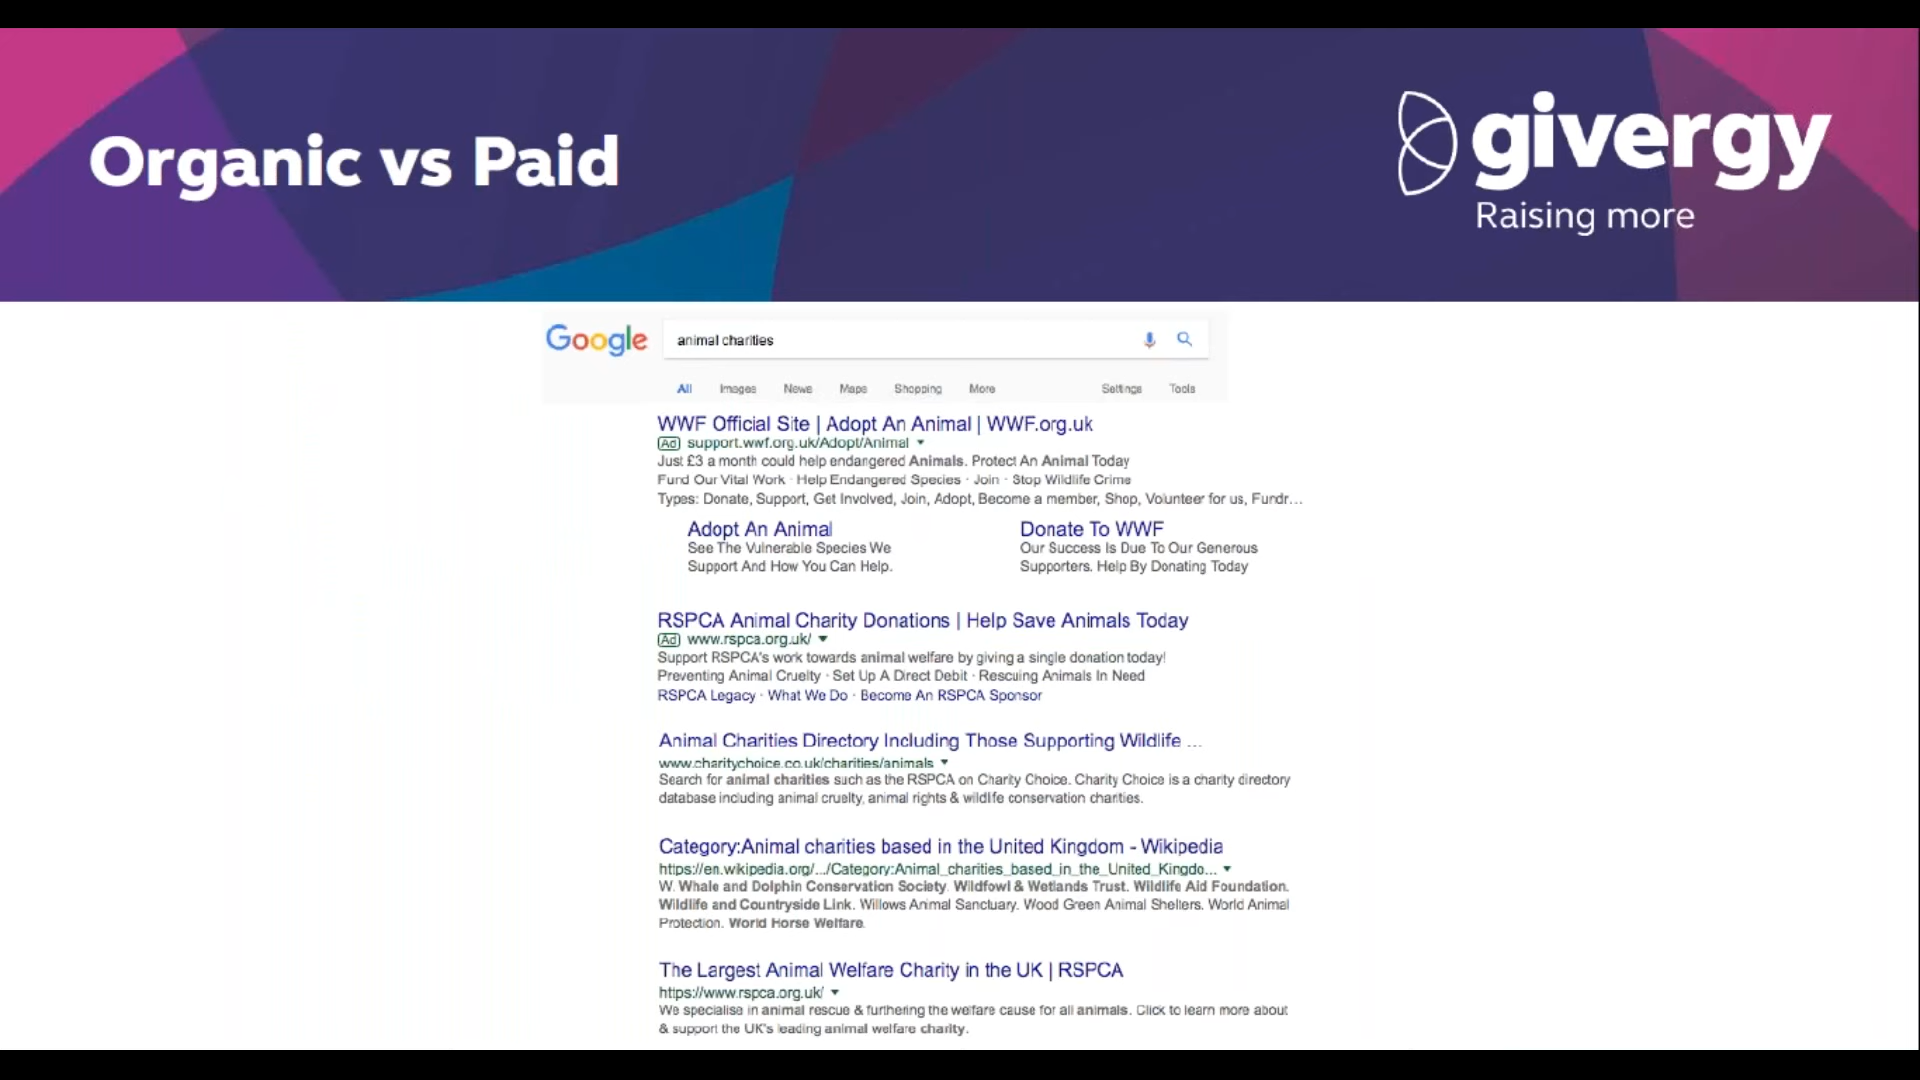 Organic vs Paid
givergy
Raising more
Google
animal charities
All Images News Maps Shopping More Settings Tools
WWF Official Site | Adopt An Animal | WWF.org.uk
Ad support.wwf.org.uk/Adopt/Animal
Just £3 a month could help endangered Animals. Protect An Animal Today
Fund Our Vital Work · Help Endangered Species · Join · Stop Wildlife Crime
Types: Donate, Support, Get Involved, Join, Adopt, Become a member, Shop, Volunteer for us, Fundr...
Adopt An Animal
See The Vulnerable Species We
Support And How You Can Help.
Donate To WWF
Our Success Is Due To Our Generous
Supporters. Help By Donating Today
RSPCA Animal Charity Donations | Help Save Animals Today
Ad www.rspca.org.uk/
Support RSPCA's work towards animal welfare by giving a single donation today!
Preventing Animal Cruelty · Set Up A Direct Debit · Rescuing Animals In Need
RSPCA Legacy · What We Do · Become An RSPCA Sponsor
Animal Charities Directory Including Those Supporting Wildlife ...
www.charitychoice.co.uk/charities/animals
Search for animal charities such as the RSPCA on Charity Choice. Charity Choice is a charity directory
database including animal cruelty, animal rights & wildlife conservation charities.
Category:Animal charities based in the United Kingdom - Wikipedia
https://en.wikipedia.org/.../Category:Animal_charities_based_in_the_United_Kingdo...
W. Whale and Dolphin Conservation Society. Wildfowl & Wetlands Trust. Wildlife Aid Foundation.
Wildlife and Countryside Link. Willows Animal Sanctuary. Wood Green Animal Shelters. World Animal
Protection. World Horse Welfare.
The Largest Animal Welfare Charity in the UK | RSPCA
https://www.rspca.org.uk/
We specialise in animal rescue & furthering the welfare cause for all animals. Click to learn more about
& support the UK's leading animal welfare charity.